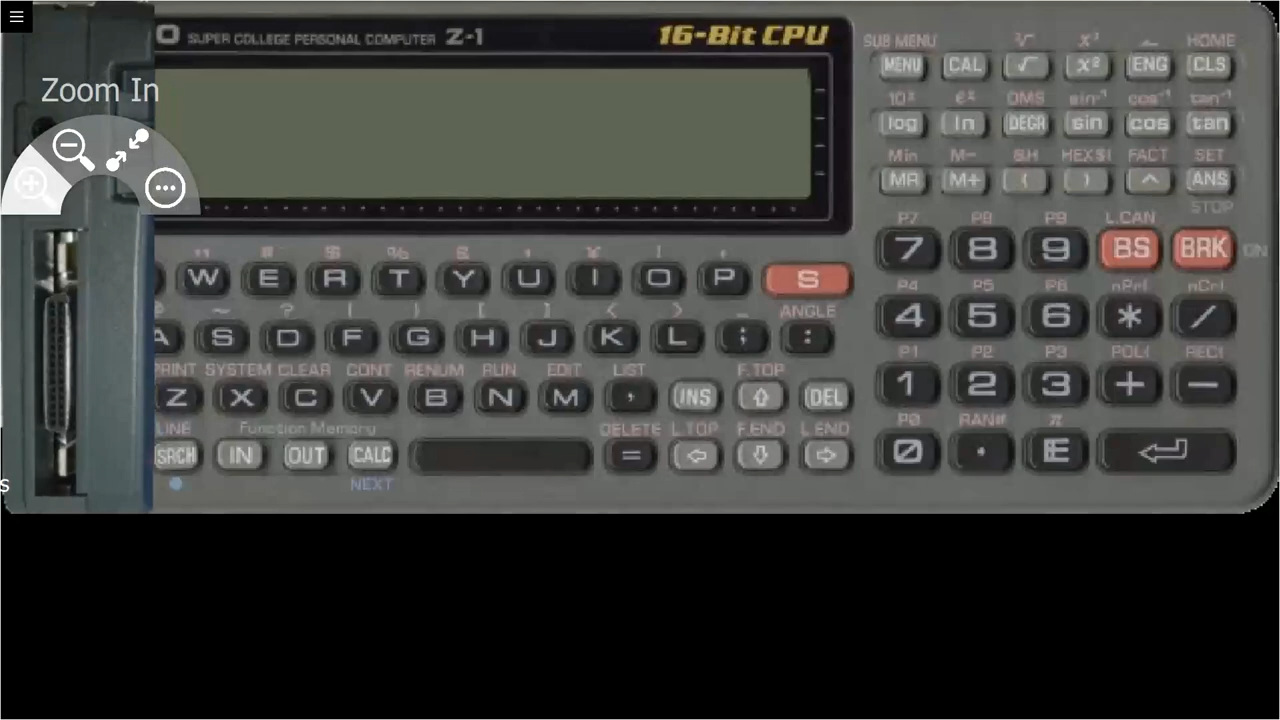 O SUPER COLLEGE PERSONAL COMPUTER Z-1 16-Bit CPU
Zoom In
SUB MENU ³√ X³ HOME
MENU CAL √ X² ENG CLS
10ˣ eˣ DMS sin⁻¹ cos⁻¹ tan⁻¹
log ln DEGR sin cos tan
Min M- &H HEX$( FACT SET
MR M+ ( ) ^ ANS
STOP
P7 P8 P9 L.CAN
7 8 9 BS BRK ON
P4 P5 P6 nPr( nCr(
4 5 6 * /
P1 P2 P3 POL( REC(
1 2 3 + -
P0 RAN# π
0 . E
" # $ % & ' ¥ ! ,
W E R T Y U I O P S
@ ~ ? { } [ ] < > _ ANGLE
A S D F G H J K L ; :
PRINT SYSTEM CLEAR CONT RENUM RUN EDIT LIST F.TOP
Z X C V B N M , INS ⇧ DEL
LINE Function Memory DELETE L.TOP F.END L.END
SRCH IN OUT CALC = ⇦ ⇩ ⇨
s
NEXT